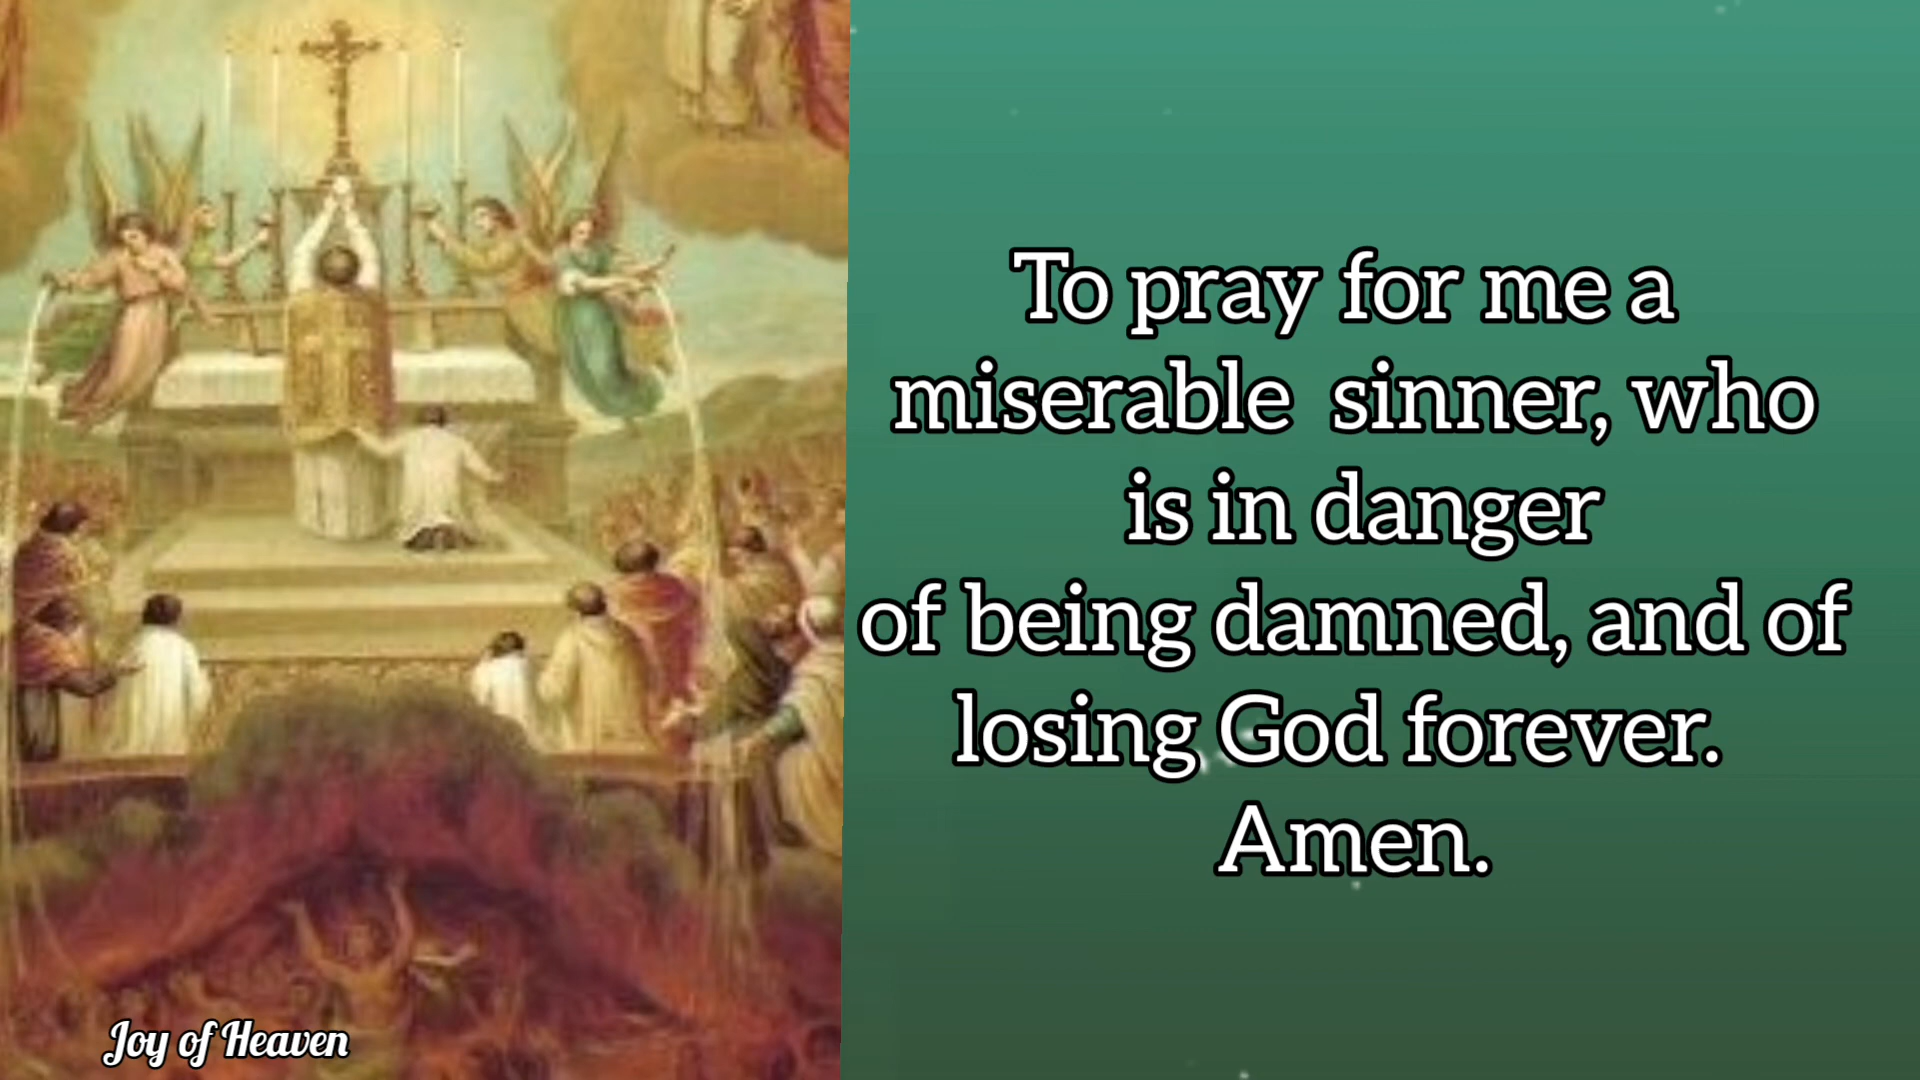 To pray for me a
miserable  sinner, who
is in danger
of being damned, and of
losing God forever.
Amen.
Joy of Heaven